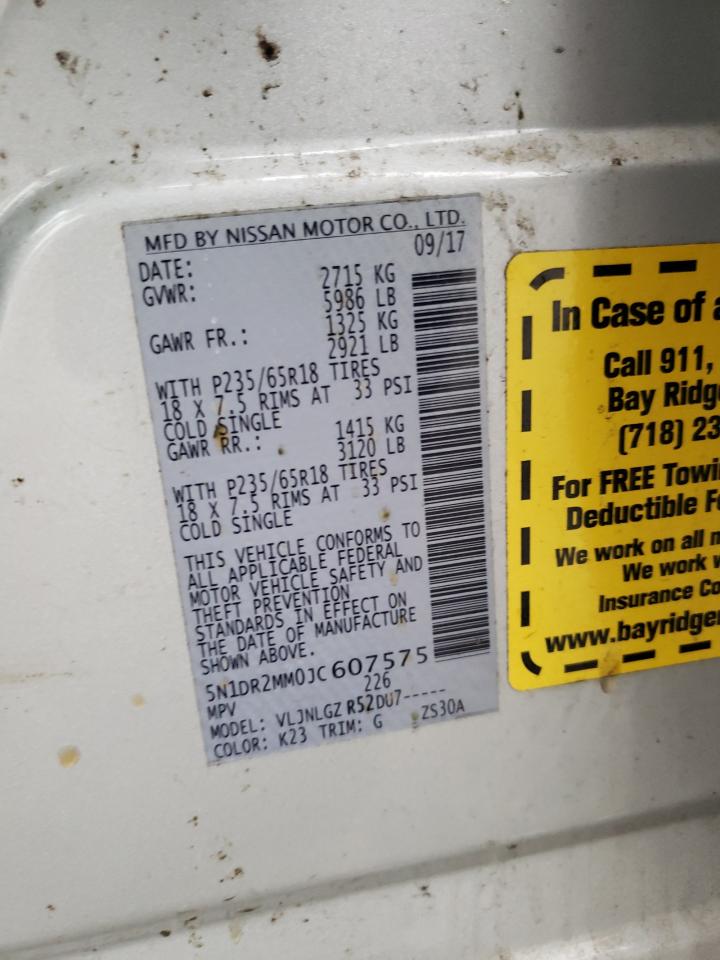 MFD BY NISSAN MOTOR CO., LTD.
DATE: 09/17
GVWR: 2715 KG
5986 LB
GAWR FR.: 1325 KG
2921 LB
WITH P235/65R18 TIRES
18 X 7.5 RIMS AT 33 PSI
COLD SINGLE
GAWR RR.: 1415 KG
3120 LB
WITH P235/65R18 TIRES
18 X 7.5 RIMS AT 33 PSI
COLD SINGLE
THIS VEHICLE CONFORMS TO
ALL APPLICABLE FEDERAL
MOTOR VEHICLE SAFETY AND
THEFT PREVENTION
STANDARDS IN EFFECT ON
THE DATE OF MANUFACTURE
SHOWN ABOVE.
5N1DR2MM0JC607575
MPV 226
MODEL: VLJNLGZ R52DU7-----
COLOR: K23 TRIM: G ZS30A
In Case of
Call 911,
Bay Ridg
(718) 23
For FREE Towi
Deductible F
We work on all
We work
Insurance Co
www.bayridge